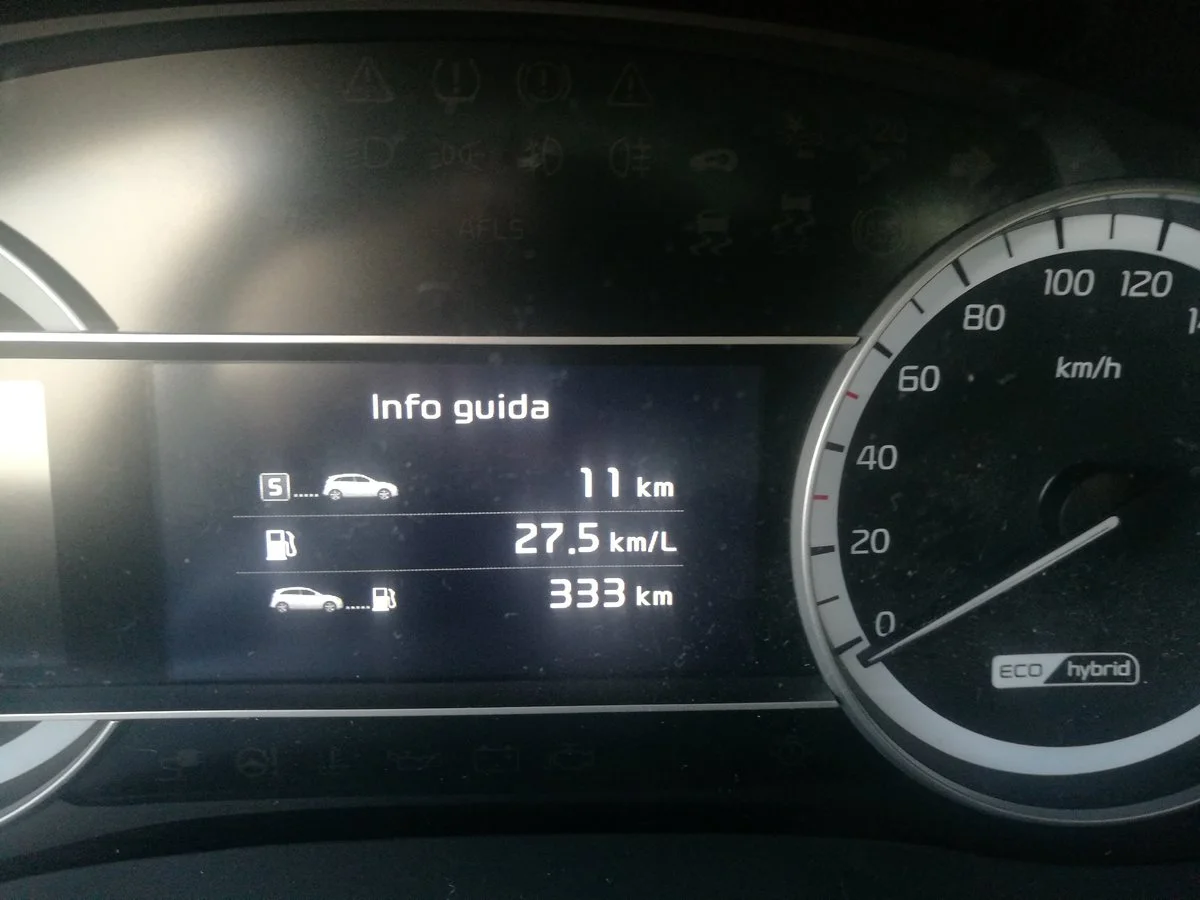 AFLS
Info guida
S 11 km
27.5 km/L
333 km
0
20
40
60
80
100
120
km/h
ECO hybrid